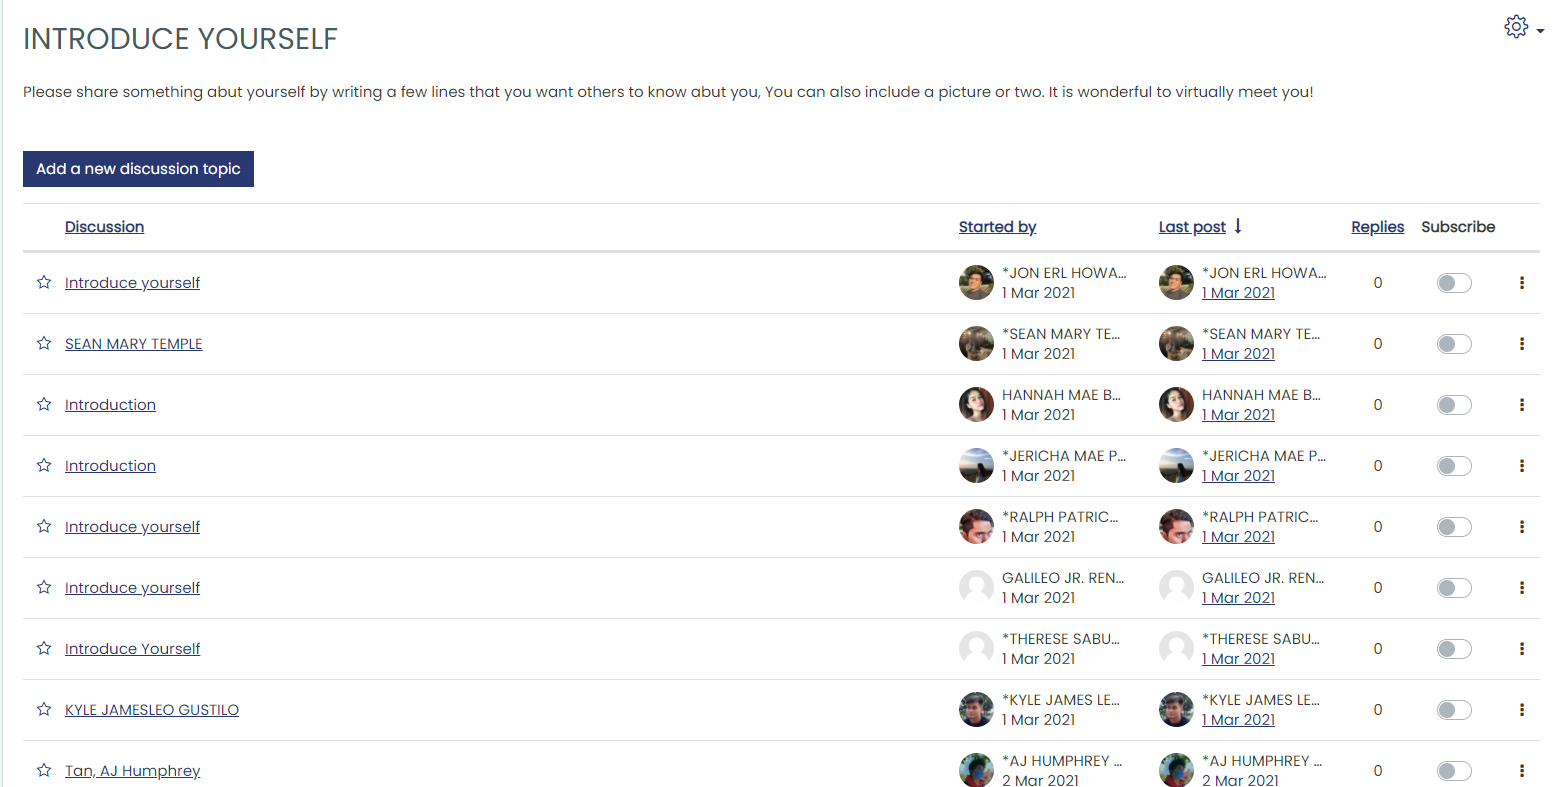 INTRODUCE YOURSELF
Please share something abut yourself by writing a few lines that you want others to know abut you, You can also include a picture or two. It is wonderful to virtually meet you!
Add a new discussion topic
Discussion Started by Last post ↓ Replies Subscribe
Introduce yourself *JON ERL HOWA... *JON ERL HOWA... 0
1 Mar 2021 1 Mar 2021
SEAN MARY TEMPLE *SEAN MARY TE... *SEAN MARY TE... 0
1 Mar 2021 1 Mar 2021
Introduction HANNAH MAE B... HANNAH MAE B... 0
1 Mar 2021 1 Mar 2021
Introduction *JERICHA MAE P... *JERICHA MAE P... 0
1 Mar 2021 1 Mar 2021
Introduce yourself *RALPH PATRIC... *RALPH PATRIC... 0
1 Mar 2021 1 Mar 2021
Introduce yourself GALILEO JR. REN... GALILEO JR. REN... 0
1 Mar 2021 1 Mar 2021
Introduce Yourself *THERESE SABU... *THERESE SABU... 0
1 Mar 2021 1 Mar 2021
KYLE JAMESLEO GUSTILO *KYLE JAMES LE... *KYLE JAMES LE... 0
1 Mar 2021 1 Mar 2021
Tan, AJ Humphrey *AJ HUMPHREY ... *AJ HUMPHREY ... 0
2 Mar 2021 2 Mar 2021